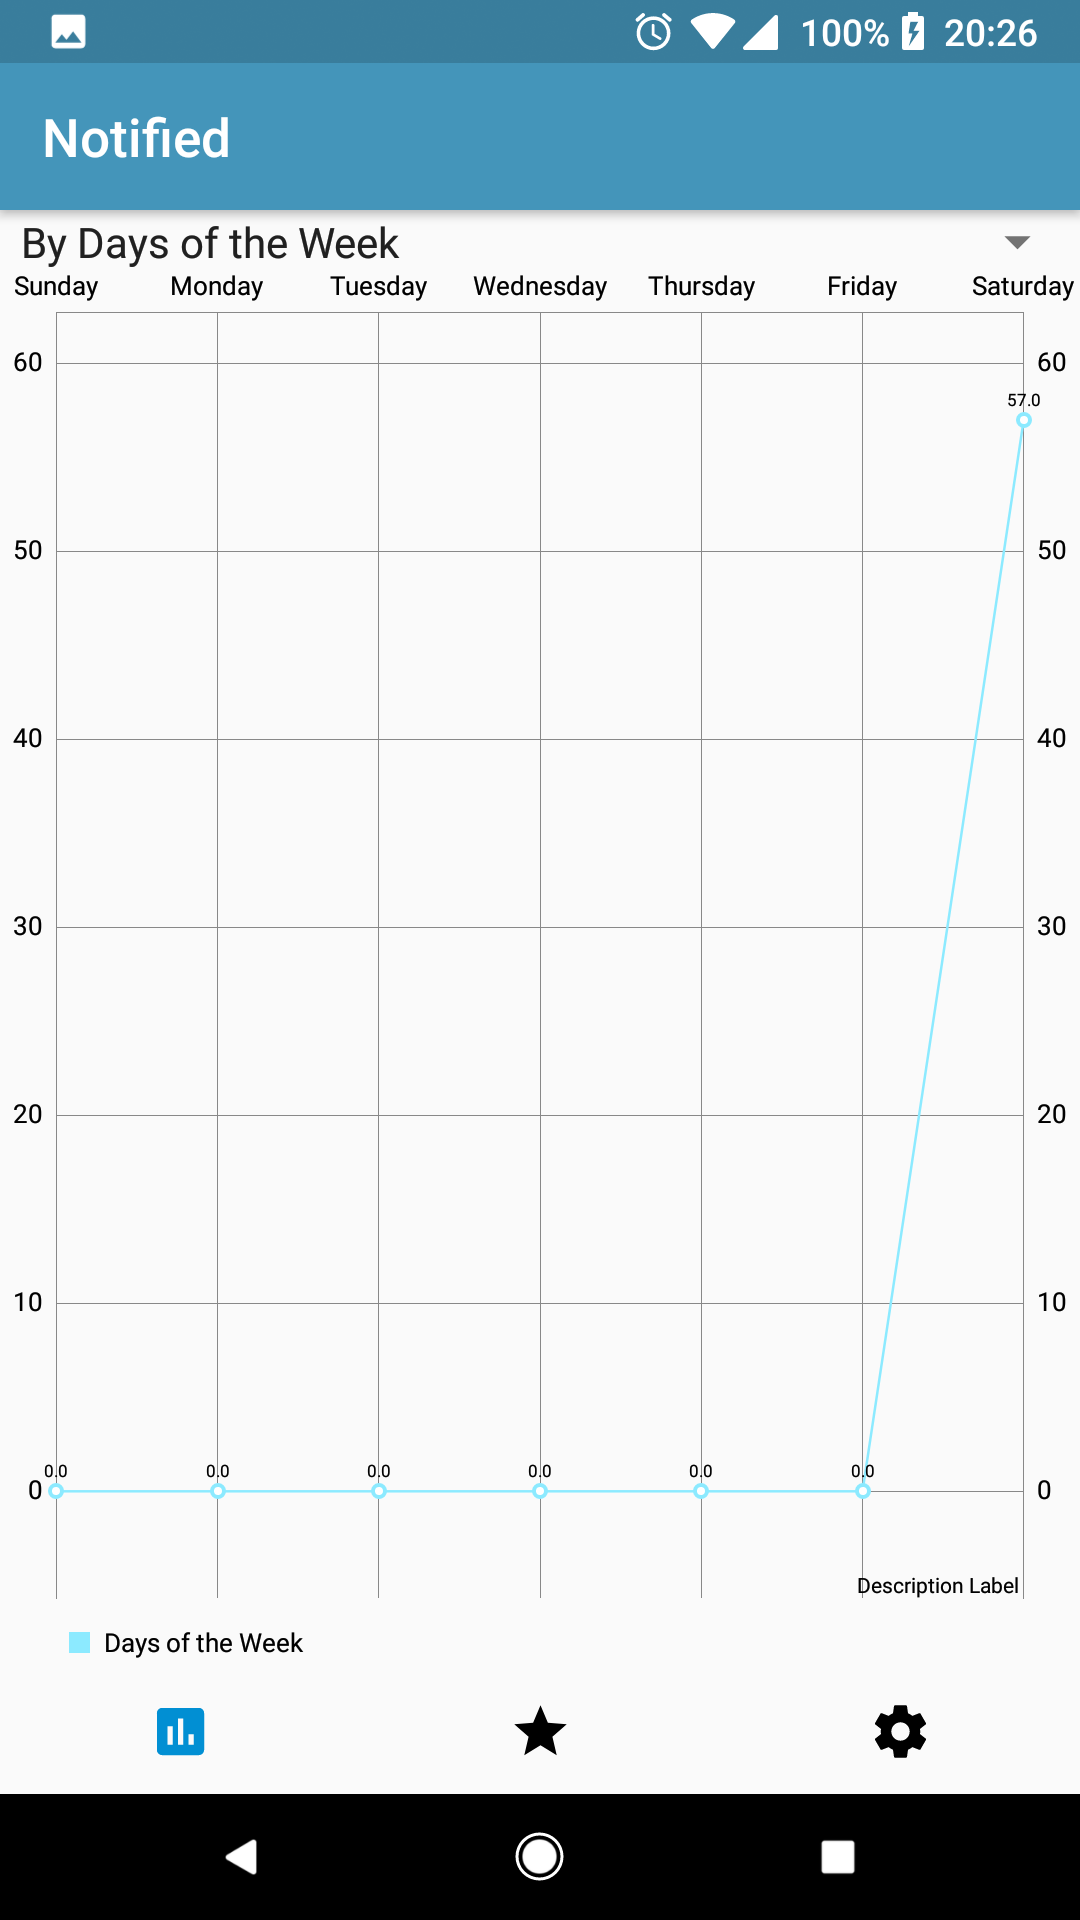 100% 20:26
Notified
By Days of the Week
Sunday Monday Tuesday Wednesday Thursday Friday Saturday
60 60
57.0
50 50
40 40
30 30
20 20
10 10
0.0 0.0 0.0 0.0 0.0 0.0
0 0
Description Label
Days of the Week